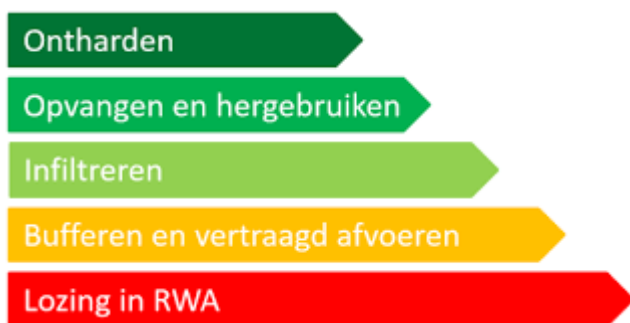 Ontharden
Opvangen en hergebruiken
Infiltreren
Bufferen en vertraagd afvoeren
Lozing in RWA